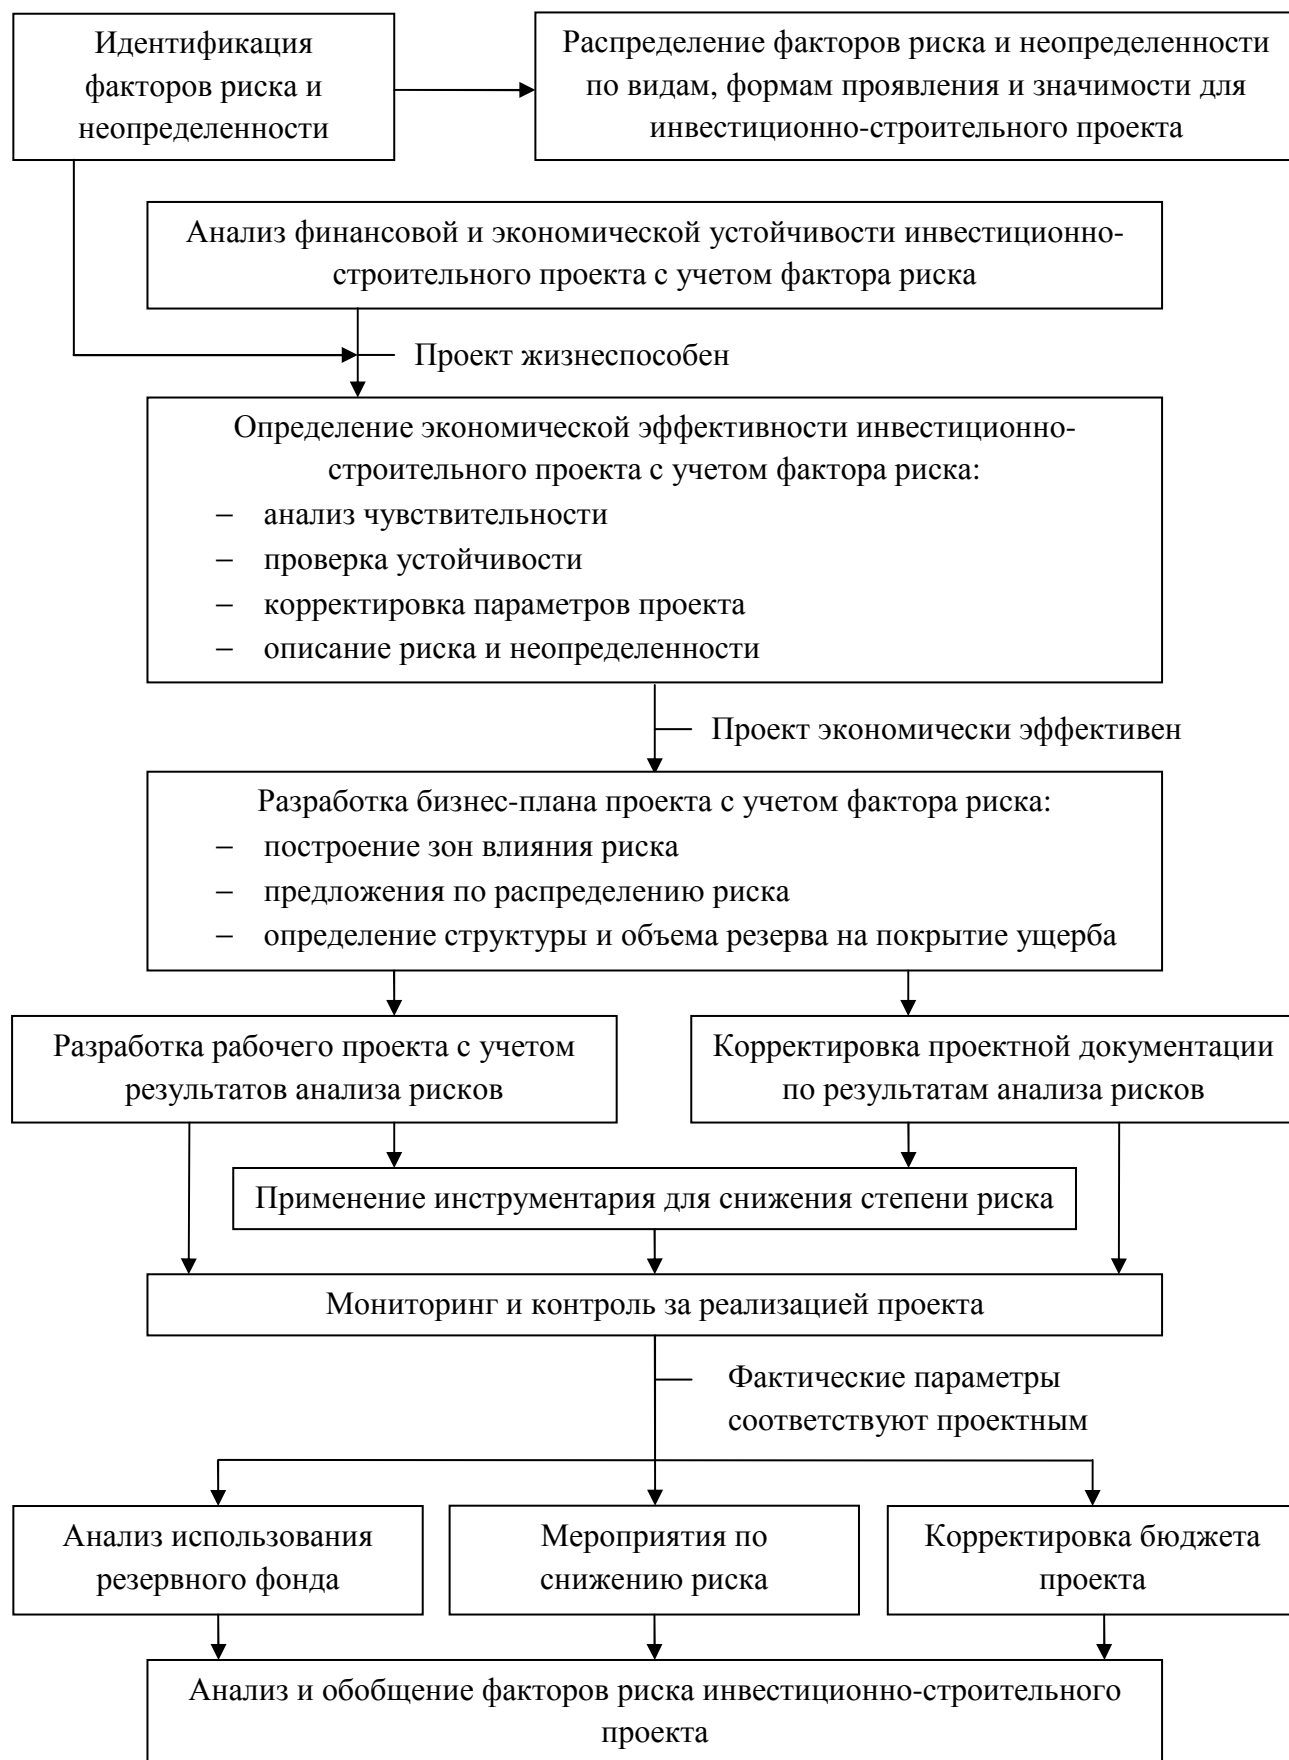 Идентификация
факторов риска и
неопределенности
Распределение факторов риска и неопределенности
по видам, формам проявления и значимости для
инвестиционно-строительного проекта
Анализ финансовой и экономической устойчивости инвестиционно-
строительного проекта с учетом фактора риска
Проект жизнеспособен
Определение экономической эффективности инвестиционно-
строительного проекта с учетом фактора риска:
– анализ чувствительности
– проверка устойчивости
– корректировка параметров проекта
– описание риска и неопределенности
Проект экономически эффективен
Разработка бизнес-плана проекта с учетом фактора риска:
– построение зон влияния риска
– предложения по распределению риска
– определение структуры и объема резерва на покрытие ущерба
Разработка рабочего проекта с учетом
результатов анализа рисков
Корректировка проектной документации
по результатам анализа рисков
Применение инструментария для снижения степени риска
Мониторинг и контроль за реализацией проекта
Фактические параметры
соответствуют проектным
Анализ использования
резервного фонда
Мероприятия по
снижению риска
Корректировка бюджета
проекта
Анализ и обобщение факторов риска инвестиционно-строительного
проекта